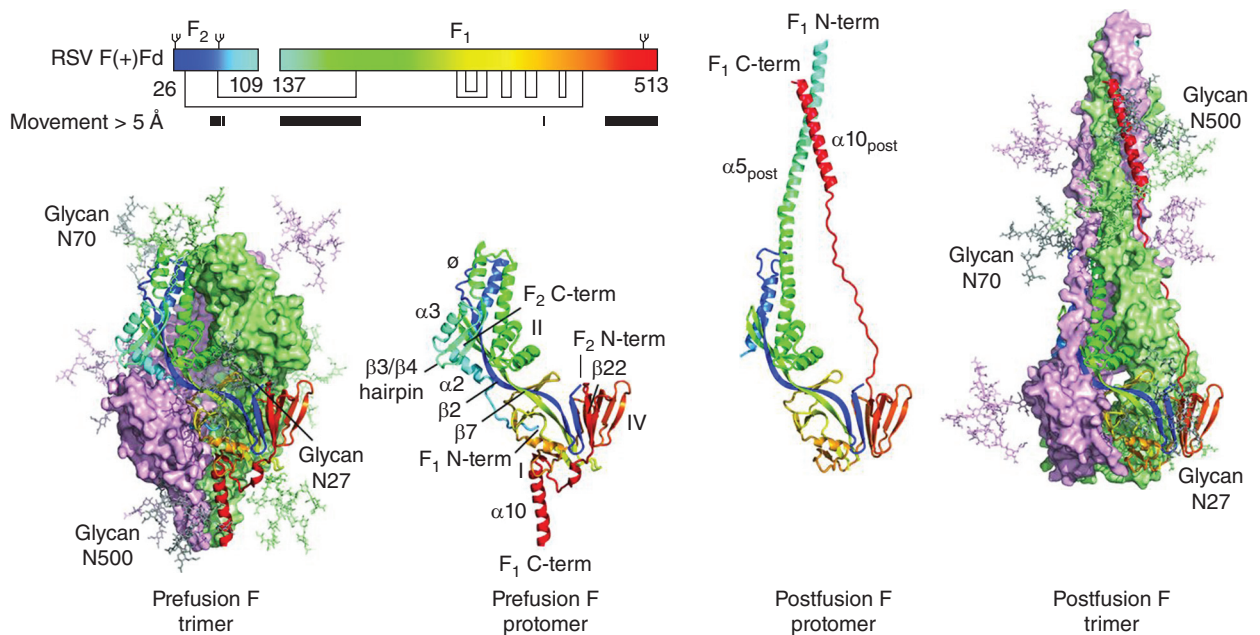 F2
F1
RSV F(+)Fd
26
109
137
513
Movement > 5 Å
Glycan
N70
Glycan
N27
Glycan
N500
Prefusion F
trimer
ø
α3
F2 C-term
II
F2 N-term
β3/β4
hairpin
α2
β22
β2
β7
IV
F1 N-term
I
α10
F1 C-term
Prefusion F
protomer
F1 N-term
F1 C-term
α10post
α5post
Postfusion F
protomer
Glycan
N500
Glycan
N70
Glycan
N27
Postfusion F
trimer